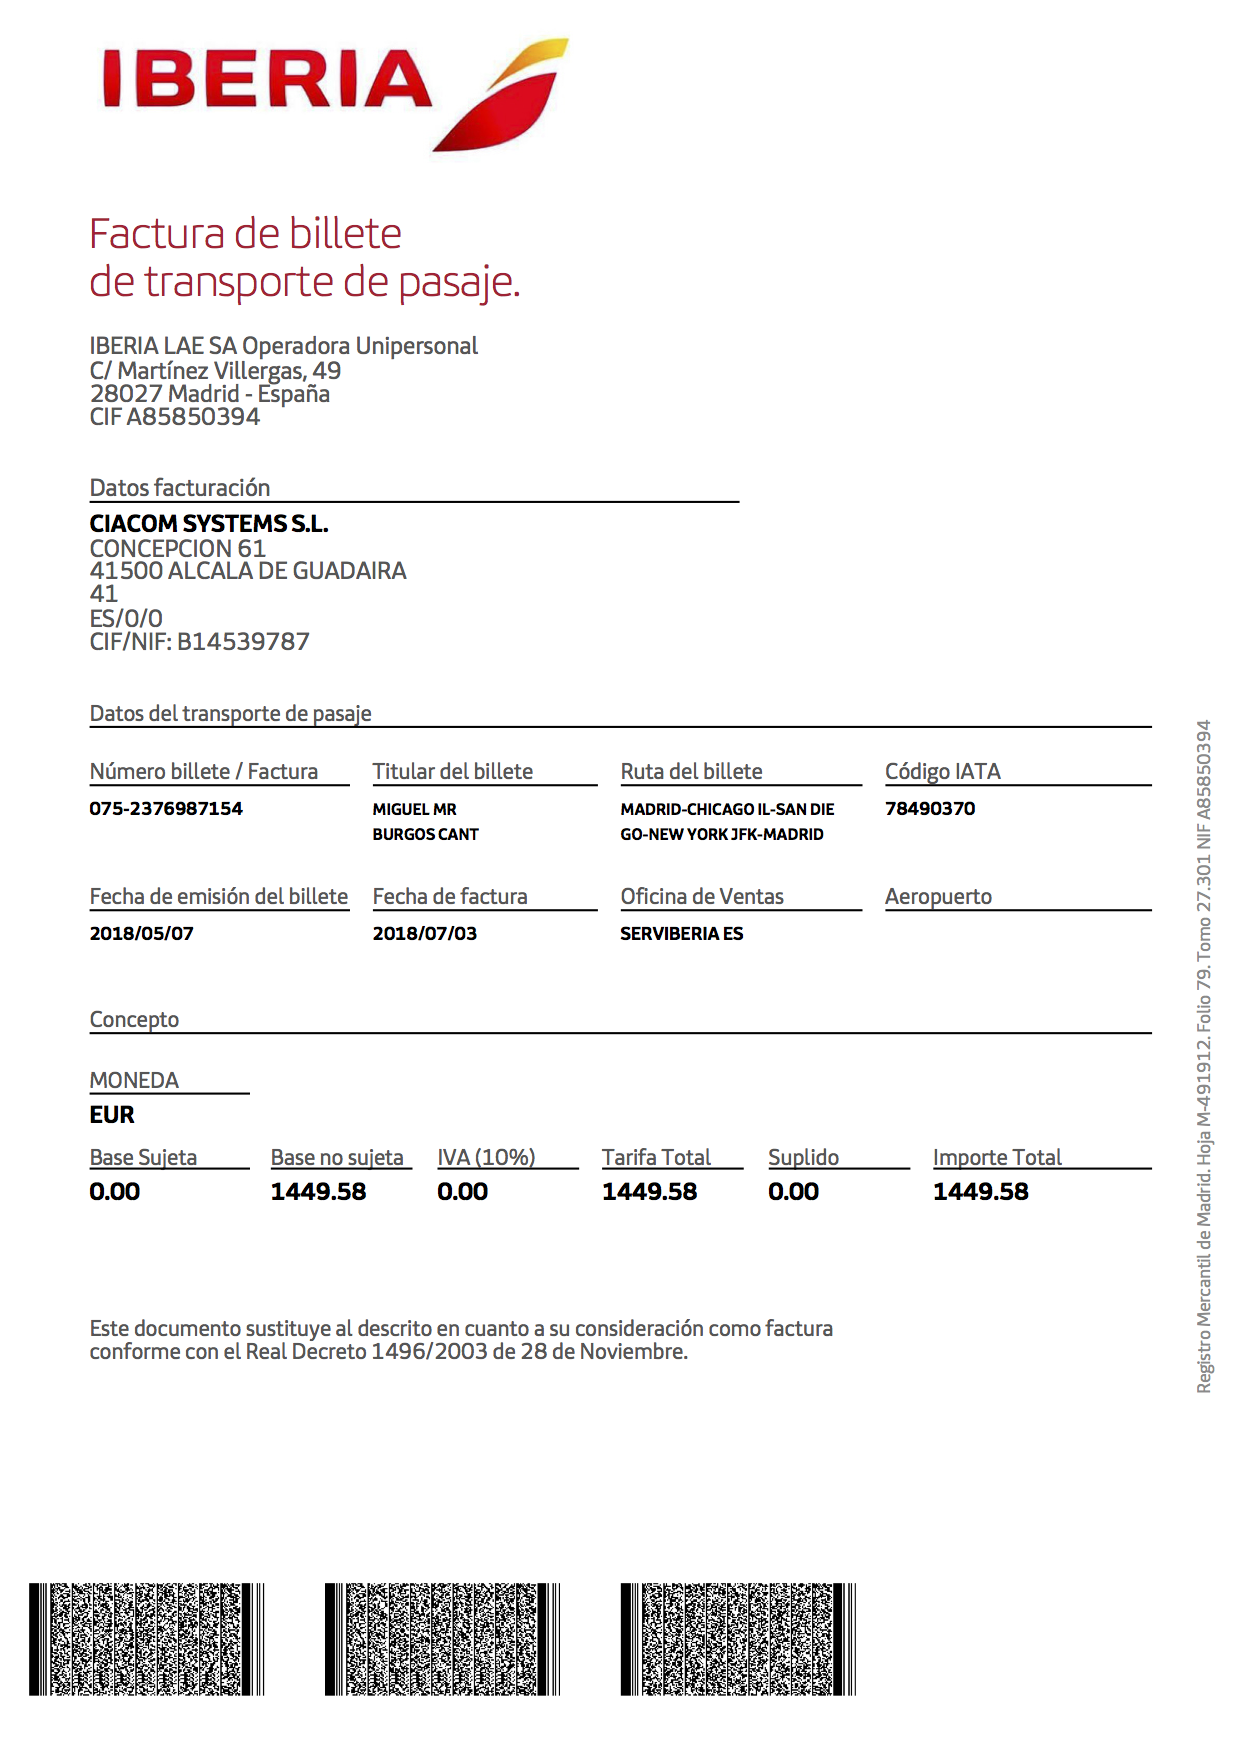 IBERIA
Factura de billete
de transporte de pasaje.
IBERIA LAE SA Operadora Unipersonal
C/ Martínez Villergas, 49
28027 Madrid - España
CIF A85850394
Datos facturación
CIACOM SYSTEMS S.L.
CONCEPCION 61
41500 ALCALA DE GUADAIRA
41
ES/0/0
CIF/NIF: B14539787
Datos del transporte de pasaje
Número billete / Factura Titular del billete Ruta del billete Código IATA
075-2376987154 MIGUEL MR MADRID-CHICAGO IL-SAN DIE 78490370
BURGOS CANT GO-NEW YORK JFK-MADRID
Fecha de emisión del billete Fecha de factura Oficina de Ventas Aeropuerto
2018/05/07 2018/07/03 SERVIBERIA ES
Concepto
MONEDA
EUR
Base Sujeta Base no sujeta IVA (10%) Tarifa Total Suplido Importe Total
0.00 1449.58 0.00 1449.58 0.00 1449.58
Este documento sustituye al descrito en cuanto a su consideración como factura
conforme con el Real Decreto 1496/2003 de 28 de Noviembre.
Registro Mercantil de Madrid. Hoja M-491912. Folio 79. Tomo 27.301 NIF A85850394